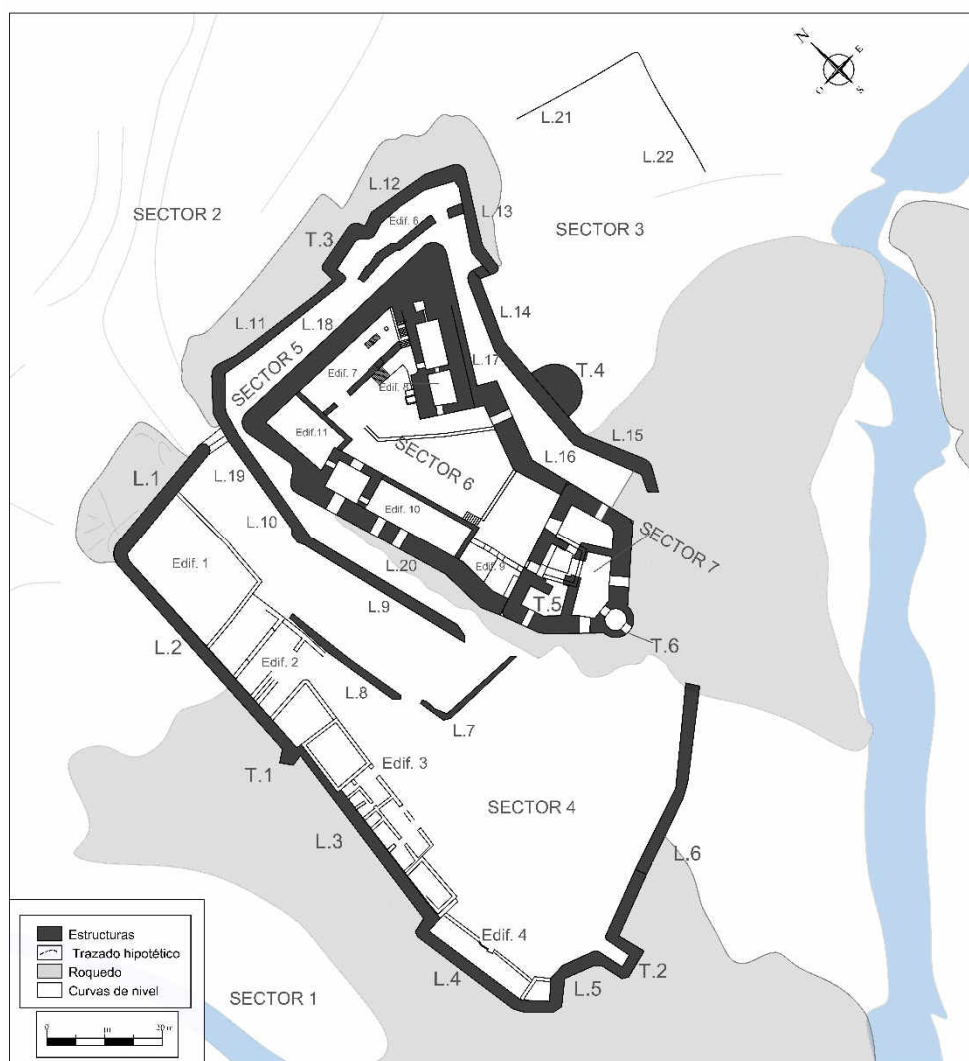 N
E
O
S
L.21
L.22
L.12
SECTOR 2
Edif. 6
L.13
T.3
SECTOR 3
L.11
L.18
L.14
SECTOR 5
L.17
Edif. 7
T.4
Edif. 8
Edif.11
L.15
L.19
L.16
SECTOR 6
L.1
L.10
Edif. 10
Edif. 1
L.20
Edif. 9
SECTOR 7
L.9
T.5
T.6
L.2
Edif. 2
L.8
L.7
T.1
Edif. 3
SECTOR 4
L.3
L.6
Edif. 4
T.2
L.4
L.5
SECTOR 1
Estructuras
Trazado hipotético
Roquedo
Curvas de nivel
0 10 20 m